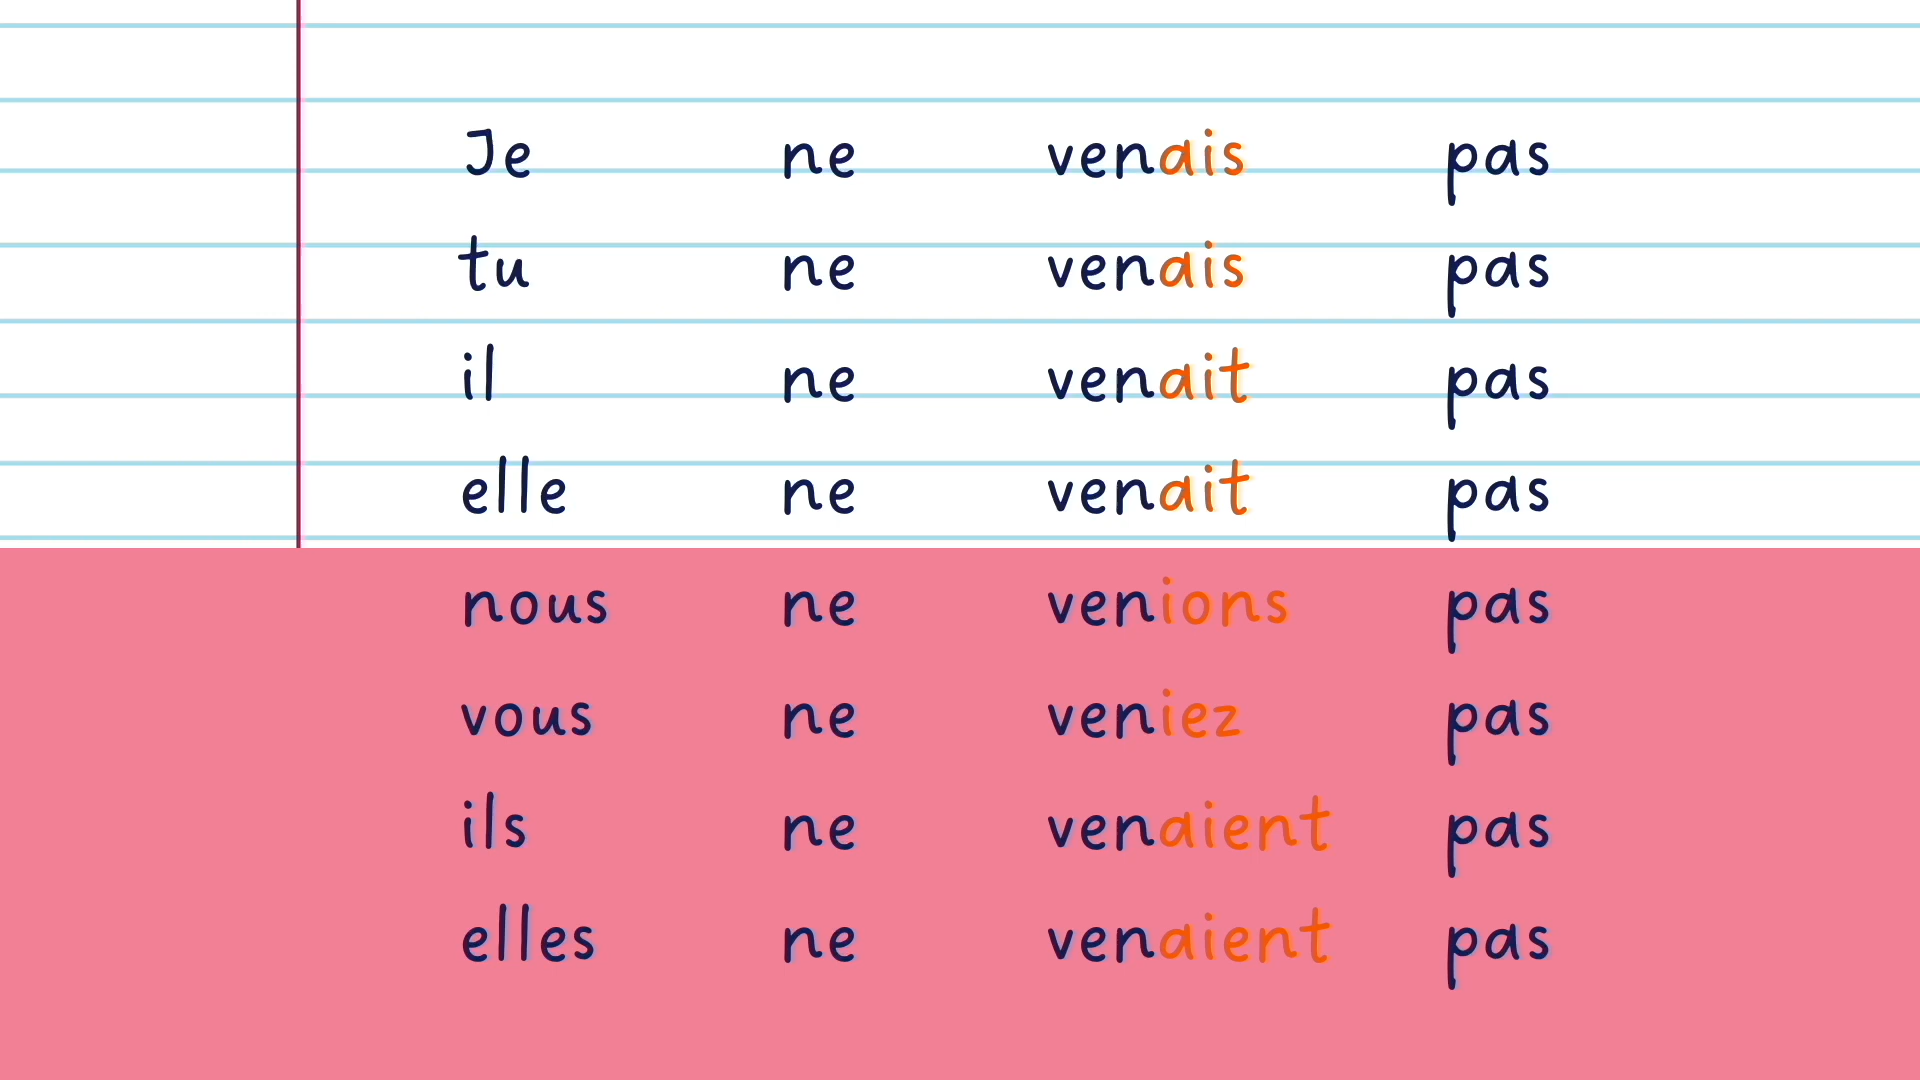 Je ne venais pas
tu ne venais pas
il ne venait pas
elle ne venait pas
nous ne venions pas
vous ne veniez pas
ils ne venaient pas
elles ne venaient pas